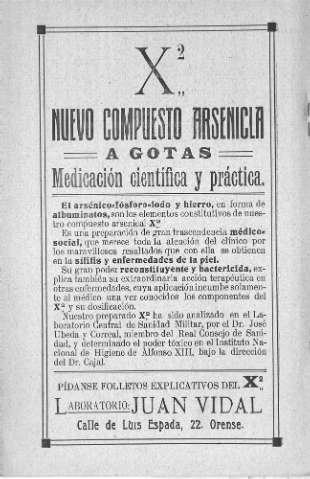 X.ª
NUEVO COMPUESTO ARSENICLA
A GOTAS
Medicación científica y práctica.
El arsénico-fósforo-iodo y hierro, en forma de
albuminatos, son los elementos constitutivos de nues-
tro compuesto arsenical X.ª
Es una preparación de gran trascendencia médico-
social, que merece toda la atención del clínico por
los maravillosos resultados que con ella se obtienen
en la sífilis y enfermedades de la piel.
Su gran poder reconstituyente y bactericida, ex-
plica también su extraordinaria acción terapéutica en
otras enfermedades, cuya aplicación incumbe solamen-
te al médico una vez conocidos los componentes del
X.ª y su dosificación.
Nuestro preparado X.ª ha sido analizado en el La-
boratorio Central de Sanidad Militar, por el Dr. José
Ubeda y Correal, miembro del Real Consejo de Sani-
dad, y determinado el poder tóxico en el Instituto Na-
cional de Higiene de Alfonso XIII, bajo la dirección
del Dr. Cajal.
PÍDANSE FOLLETOS EXPLICATIVOS DEL X.ª
LABORATORIO: JUAN VIDAL
Calle de Luis Espada, 22. Orense.